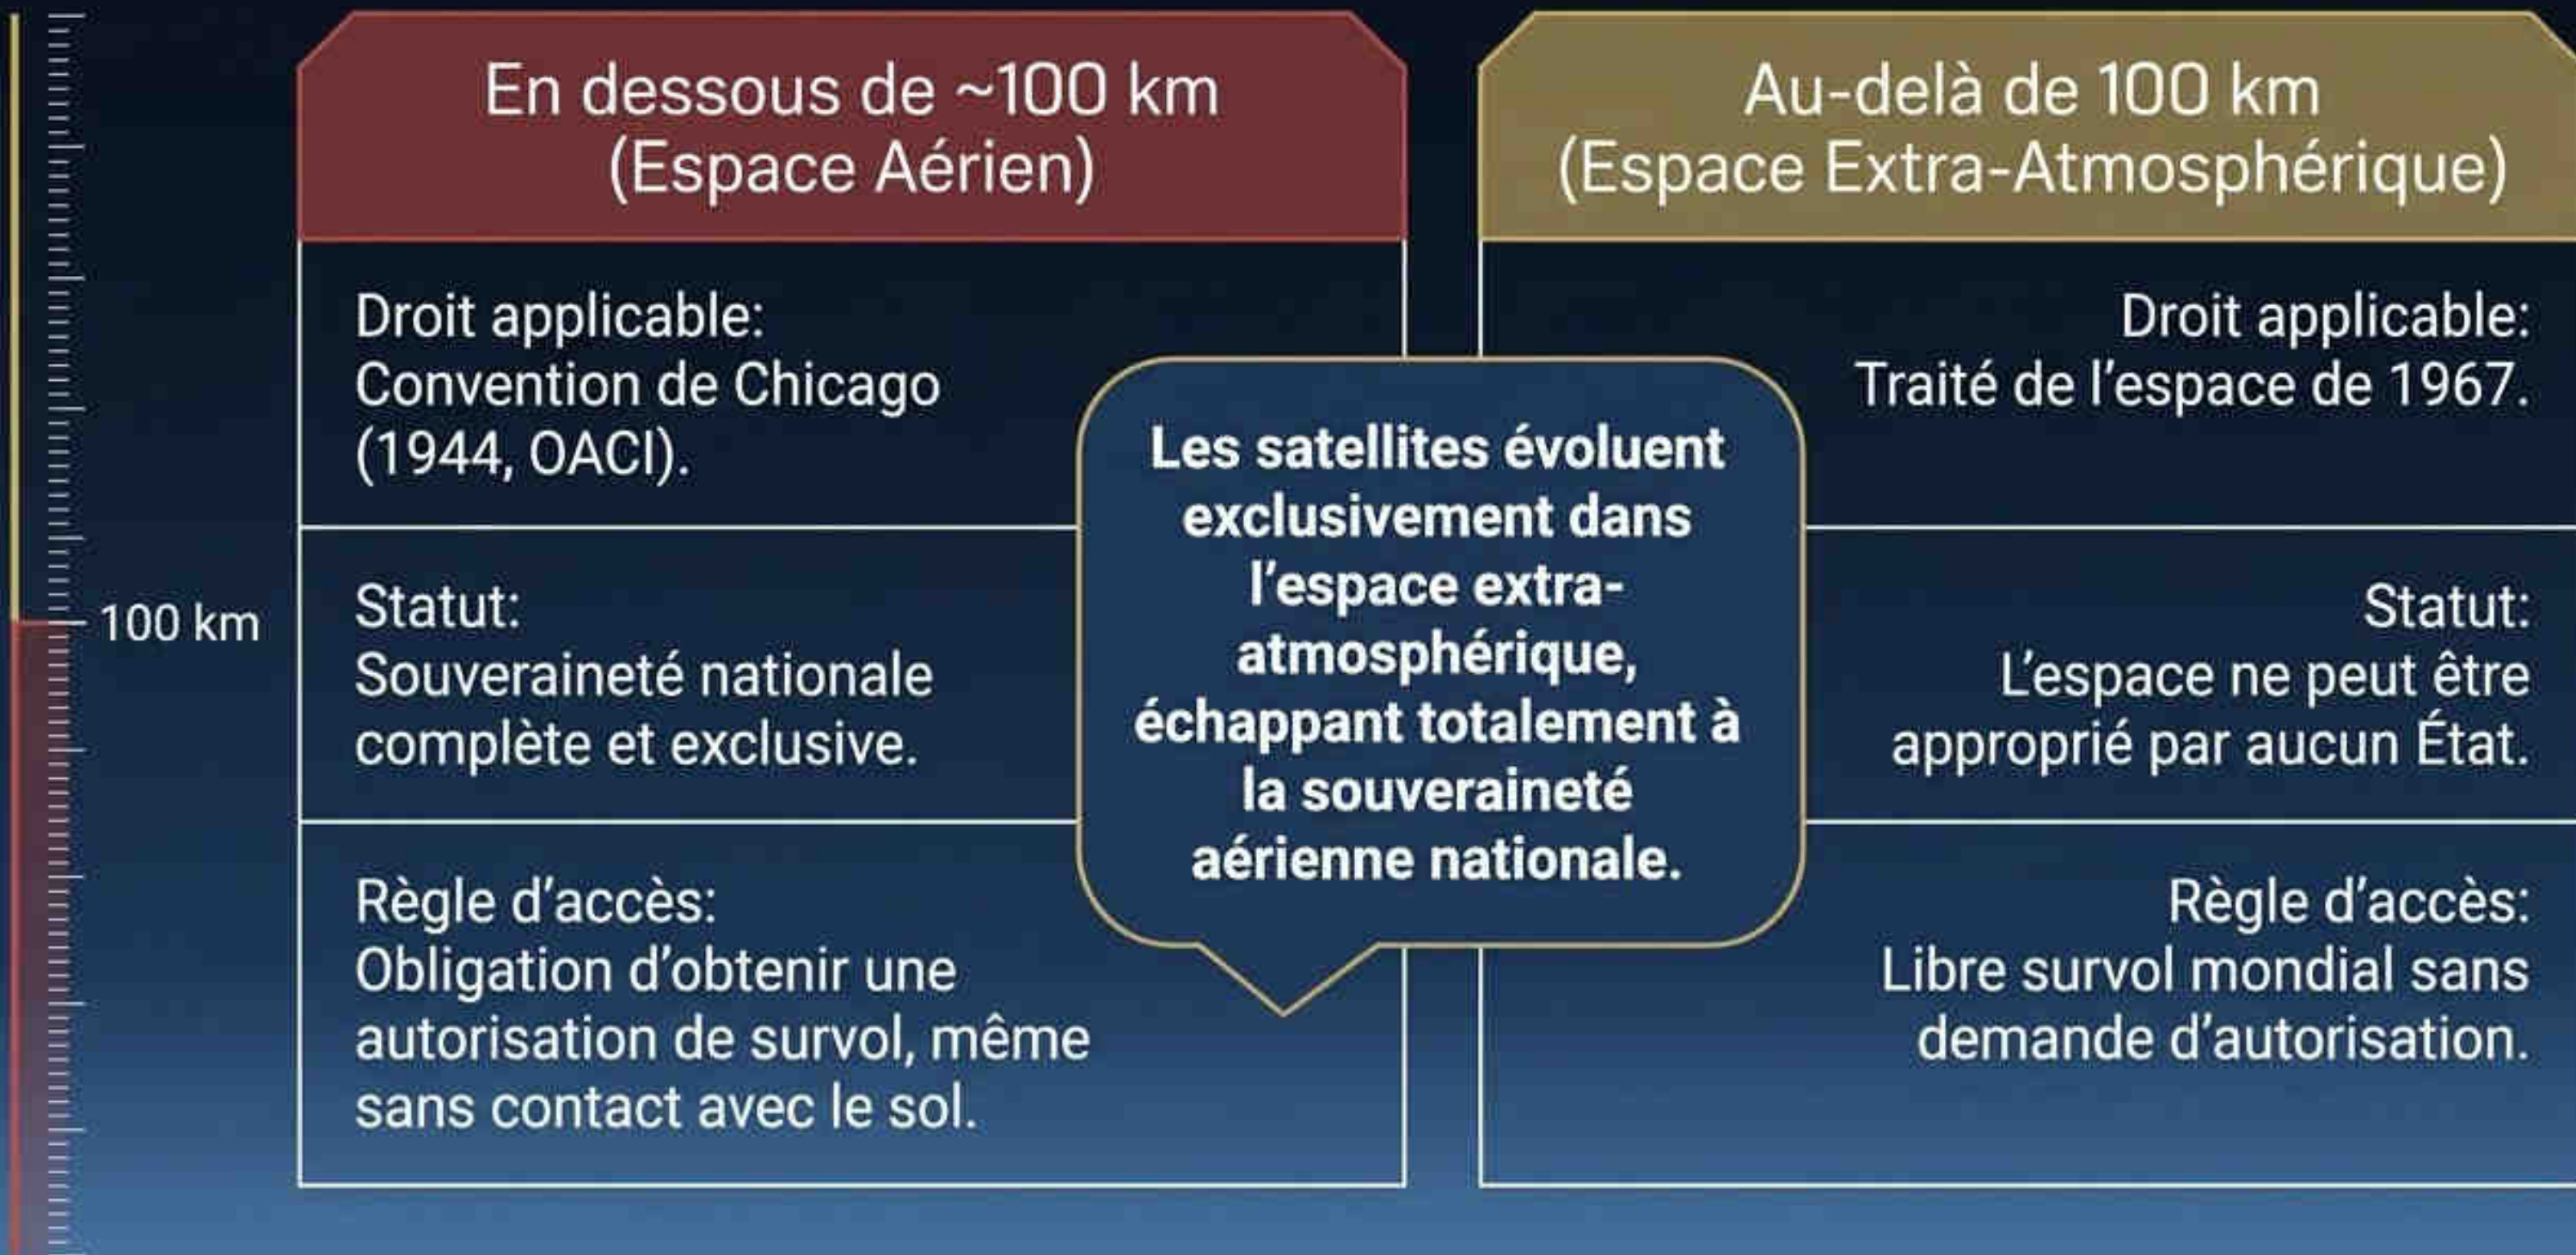 En dessous de ~100 km
(Espace Aérien)
Droit applicable:
Convention de Chicago
(1944, OACI).
Statut:
Souveraineté nationale
complète et exclusive.
Règle d'accès:
Obligation d'obtenir une
autorisation de survol, même
sans contact avec le sol.
100 km
Les satellites évoluent
exclusivement dans
l'espace extra-
atmosphérique,
échappant totalement à
la souveraineté
aérienne nationale.
Au-delà de 100 km
(Espace Extra-Atmosphérique)
Droit applicable:
Traité de l'espace de 1967.
Statut:
L'espace ne peut être
approprié par aucun État.
Règle d'accès:
Libre survol mondial sans
demande d'autorisation.